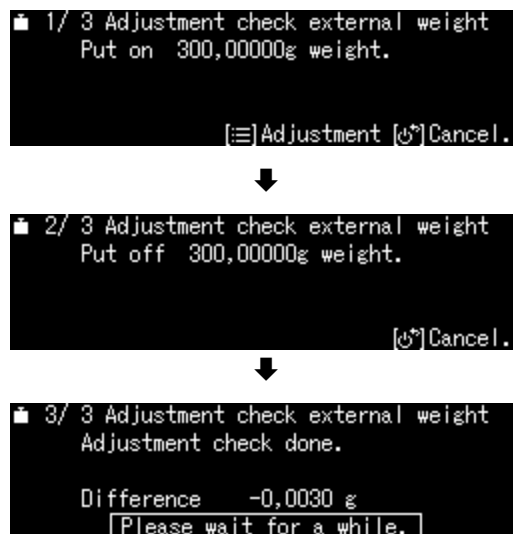 1/ 3 Adjustment check external weight
Put on 300,00000g weight.
[≔]Adjustment [⏻]Cancel.
2/ 3 Adjustment check external weight
Put off 300,00000g weight.
[⏻]Cancel.
3/ 3 Adjustment check external weight
Adjustment check done.
Difference -0,0030 g
Please wait for a while.